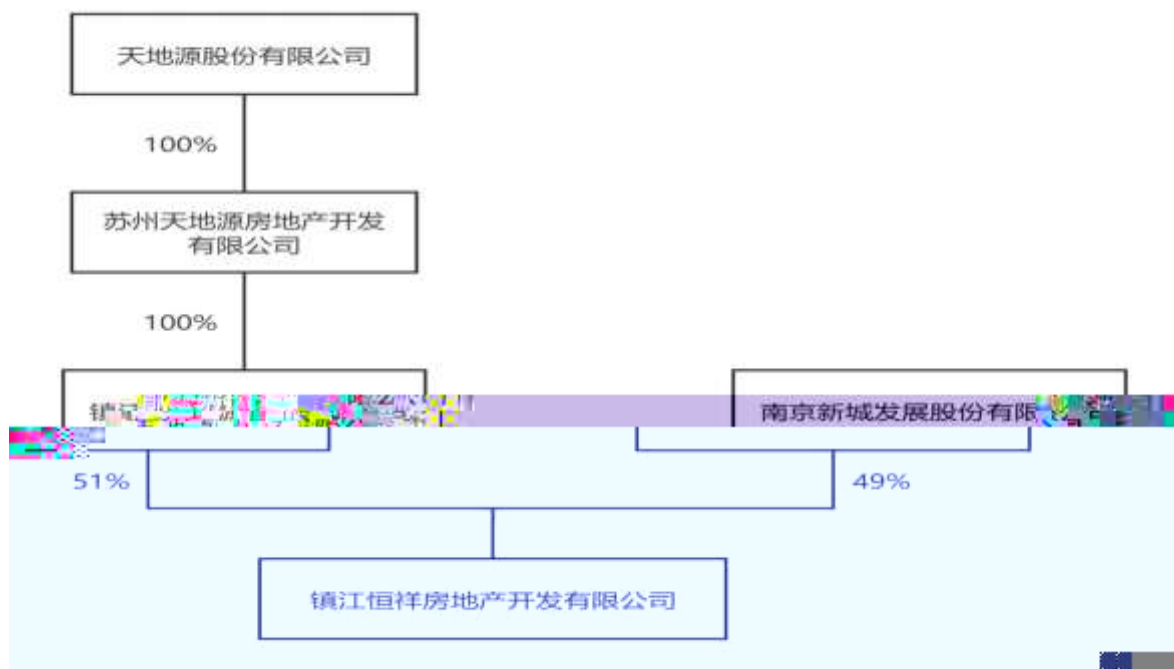 天地源股份有限公司
100%
苏州天地源房地产开发
有限公司
100%
南京新城发展股份有限
51%
49%
镇江恒祥房地产开发有限公司